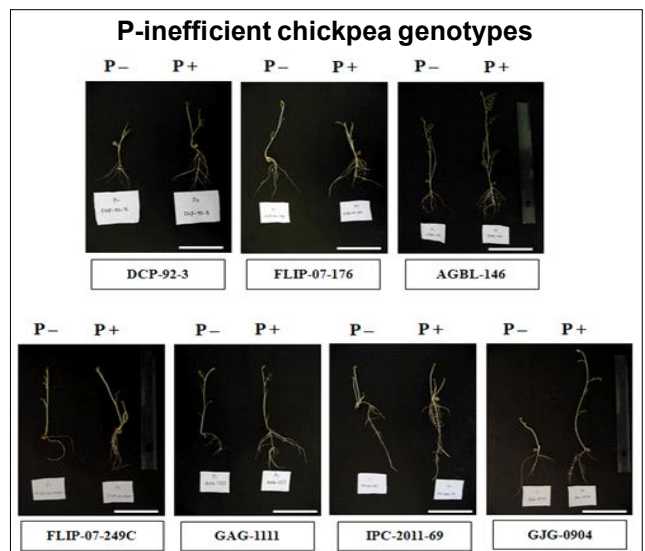 P-inefficient chickpea genotypes
P– P+ P– P+ P– P+
DCP-92-3 FLIP-07-176 AGBL-146
P– P+ P– P+ P– P+ P– P+
FLIP-07-249C GAG-1111 IPC-2011-69 GJG-0904